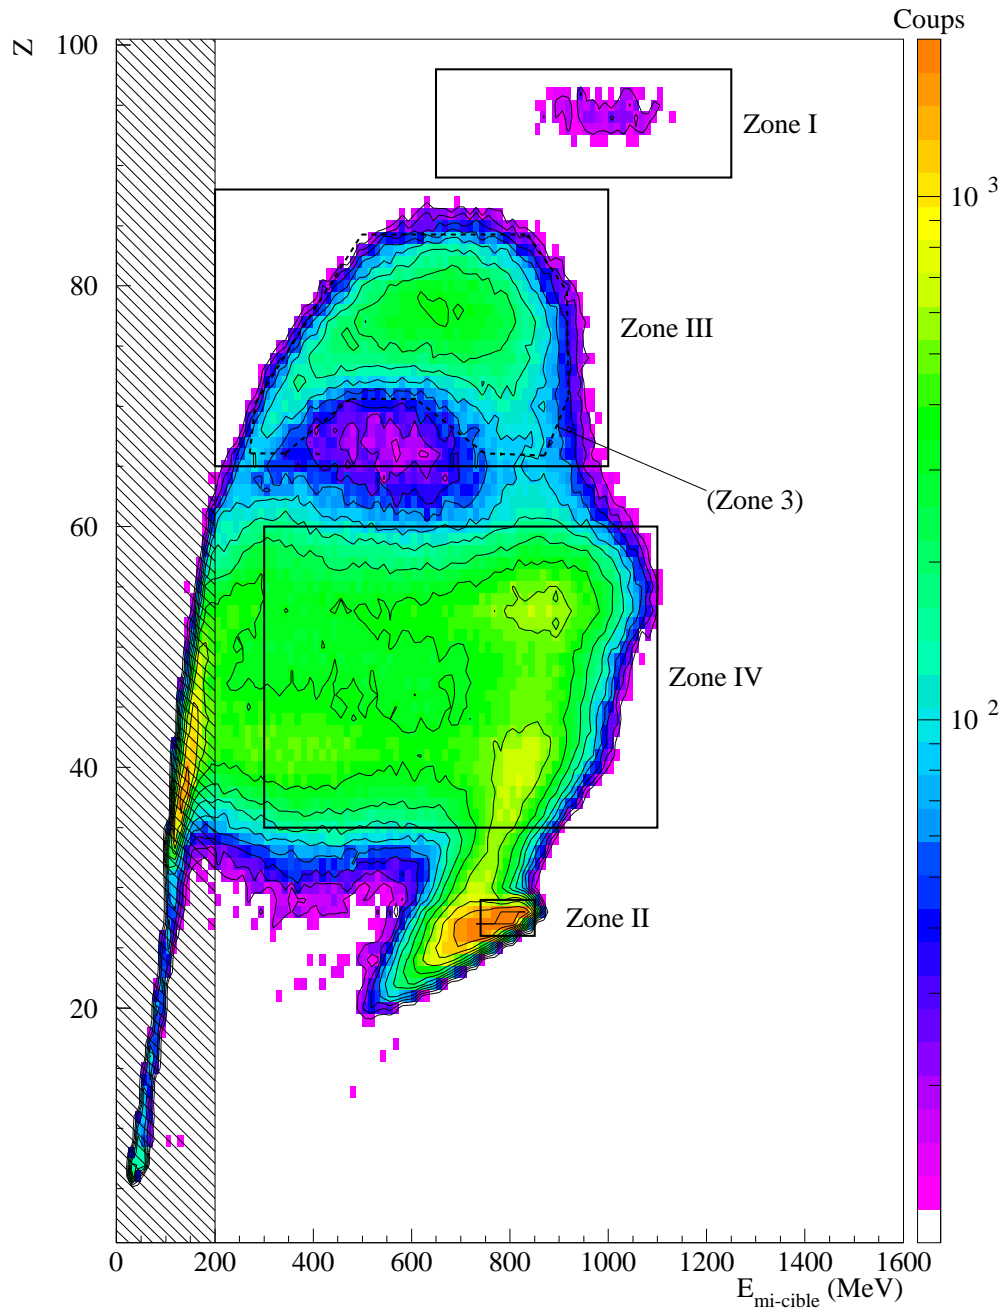 Coups
Z
100
80
60
40
20
Zone I
Zone III
(Zone 3)
Zone IV
Zone II
10 3
10 2
0 200 400 600 800 1000 1200 1400 1600
E mi-cible (MeV)